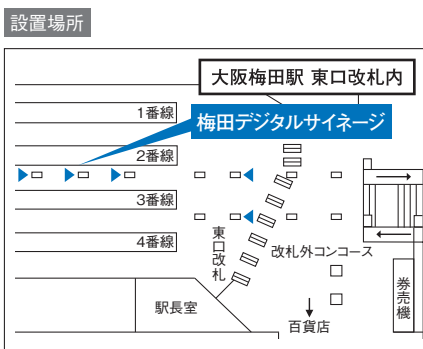 設置場所
大阪梅田駅 東口改札内
1番線
梅田デジタルサイネージ
2番線
3番線
4番線
東口改札
改札外コンコース
駅長室
百貨店
券売機